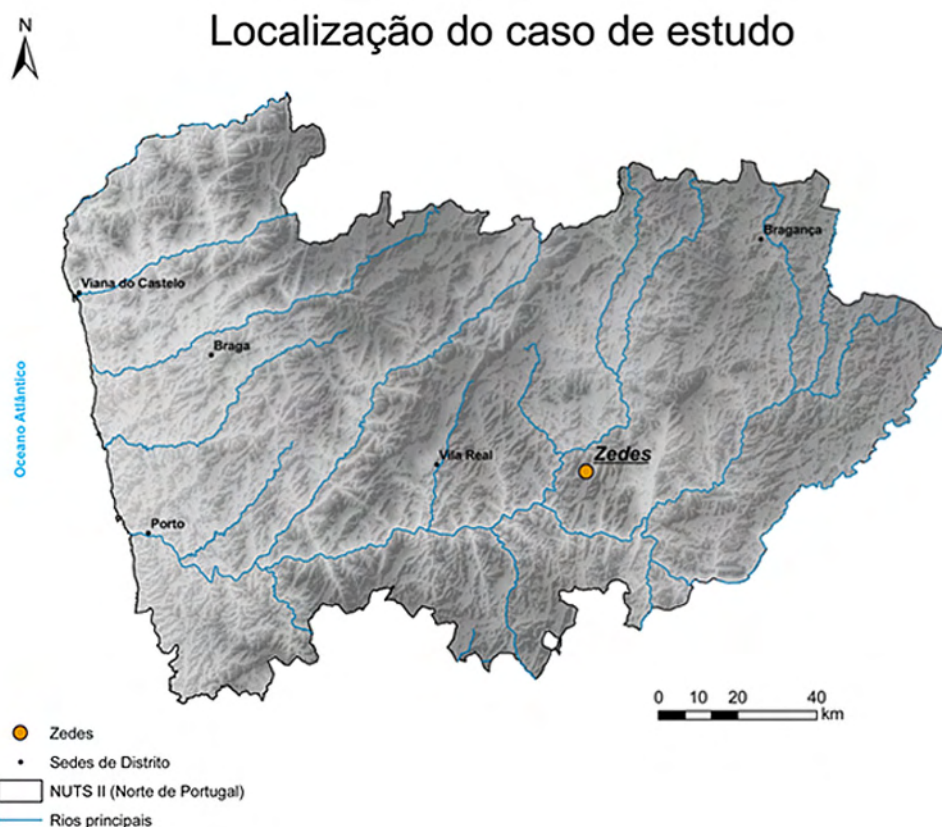 Localização do caso de estudo
N
Bragança
Viana do Castelo
Braga
Oceano Atlântico
Zedes
Vila Real
Porto
0 10 20 40
km
Zedes
Sedes de Distrito
NUTS II (Norte de Portugal)
Rios principais